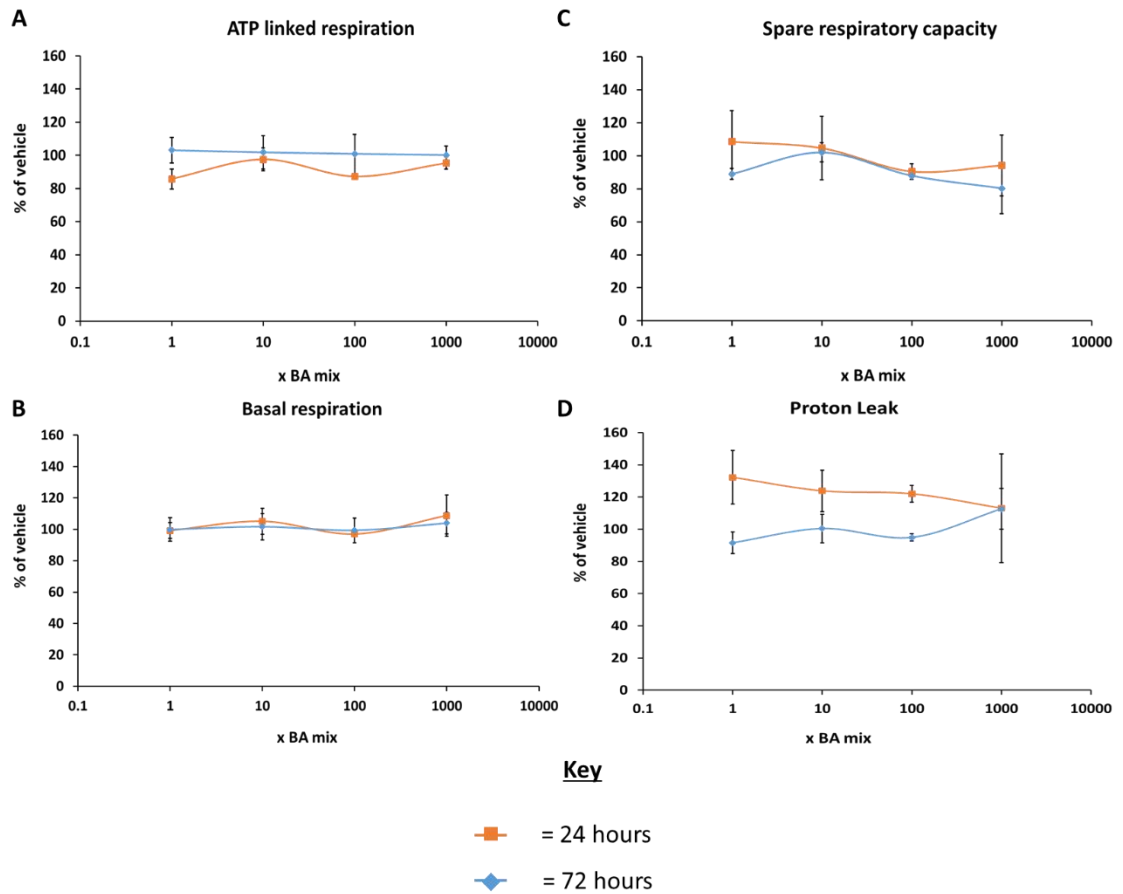 A
ATP linked respiration
% of vehicle
160
140
120
100
80
60
40
20
0
0.1 1 10 100 1000 10000
x BA mix
C
Spare respiratory capacity
% of vehicle
160
140
120
100
80
60
40
20
0
0.1 1 10 100 1000 10000
x BA mix
B
Basal respiration
% of vehicle
160
140
120
100
80
60
40
20
0
0.1 1 10 100 1000 10000
x BA mix
D
Proton Leak
% of vehicle
160
140
120
100
80
60
40
20
0
0.1 1 10 100 1000 10000
x BA mix
Key
= 24 hours
= 72 hours